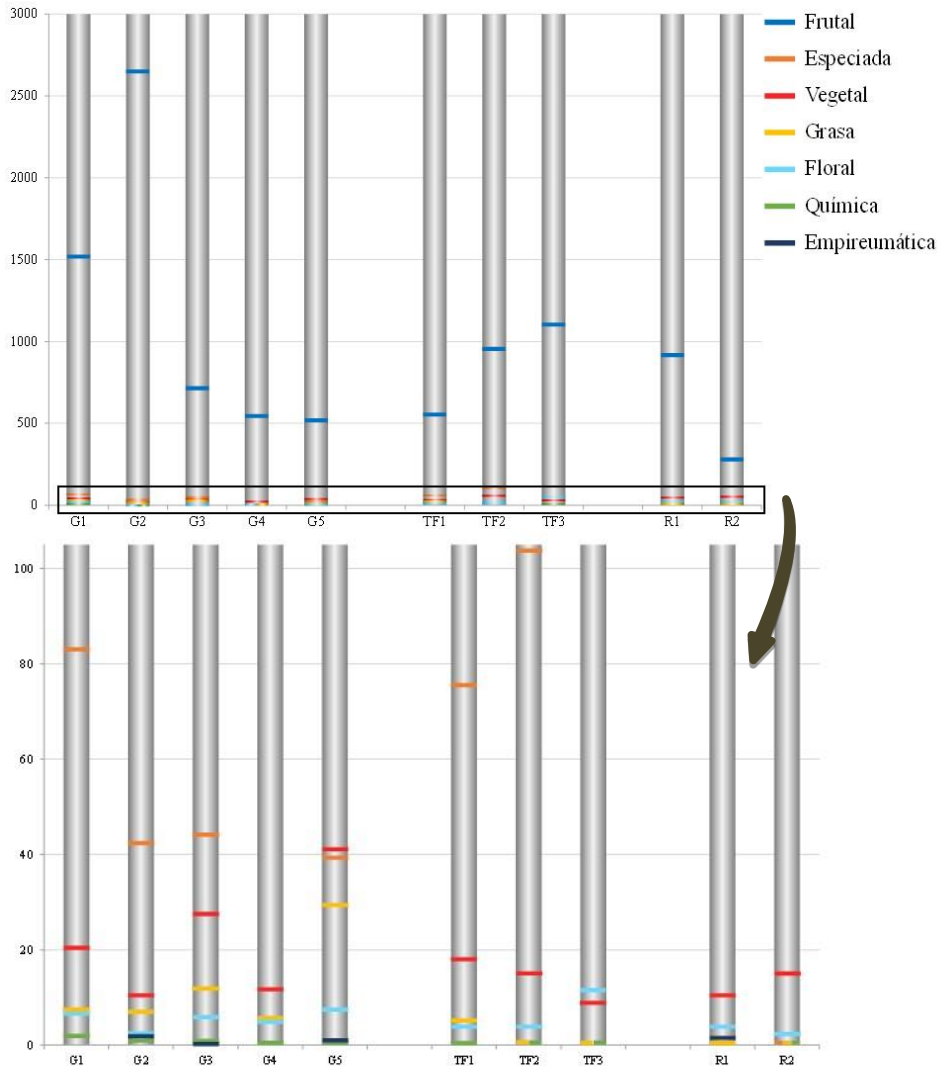 3000
2500
2000
1500
1000
500
0
G1 G2 G3 G4 G5 TF1 TF2 TF3 R1 R2
Frutal
Especiada
Vegetal
Grasa
Floral
Química
Empireumática
100
80
60
40
20
0
G1 G2 G3 G4 G5 TF1 TF2 TF3 R1 R2